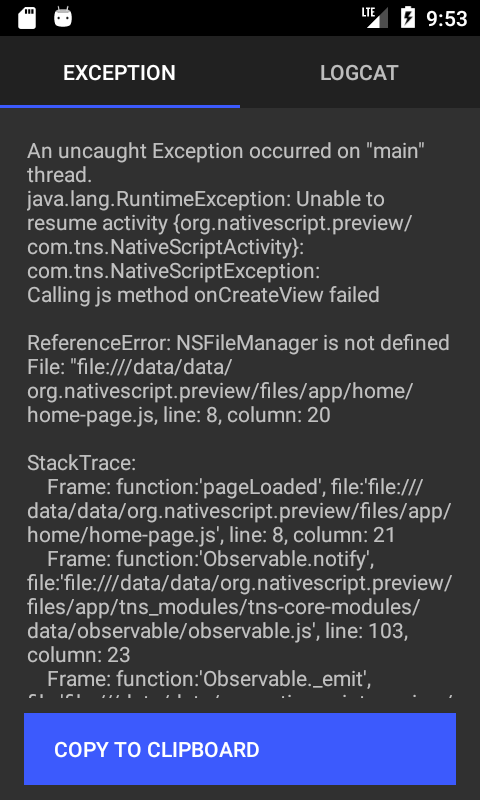 LTE 9:53
EXCEPTION LOGCAT
An uncaught Exception occurred on "main"
thread.
java.lang.RuntimeException: Unable to
resume activity {org.nativescript.preview/
com.tns.NativeScriptActivity}:
com.tns.NativeScriptException:
Calling js method onCreateView failed
ReferenceError: NSFileManager is not defined
File: "file:///data/data/
org.nativescript.preview/files/app/home/
home-page.js, line: 8, column: 20
StackTrace:
Frame: function:'pageLoaded', file:'file:///
data/data/org.nativescript.preview/files/app/
home/home-page.js', line: 8, column: 21
Frame: function:'Observable.notify',
file:'file:///data/data/org.nativescript.preview/
files/app/tns_modules/tns-core-modules/
data/observable/observable.js', line: 103,
column: 23
Frame: function:'Observable._emit',
COPY TO CLIPBOARD